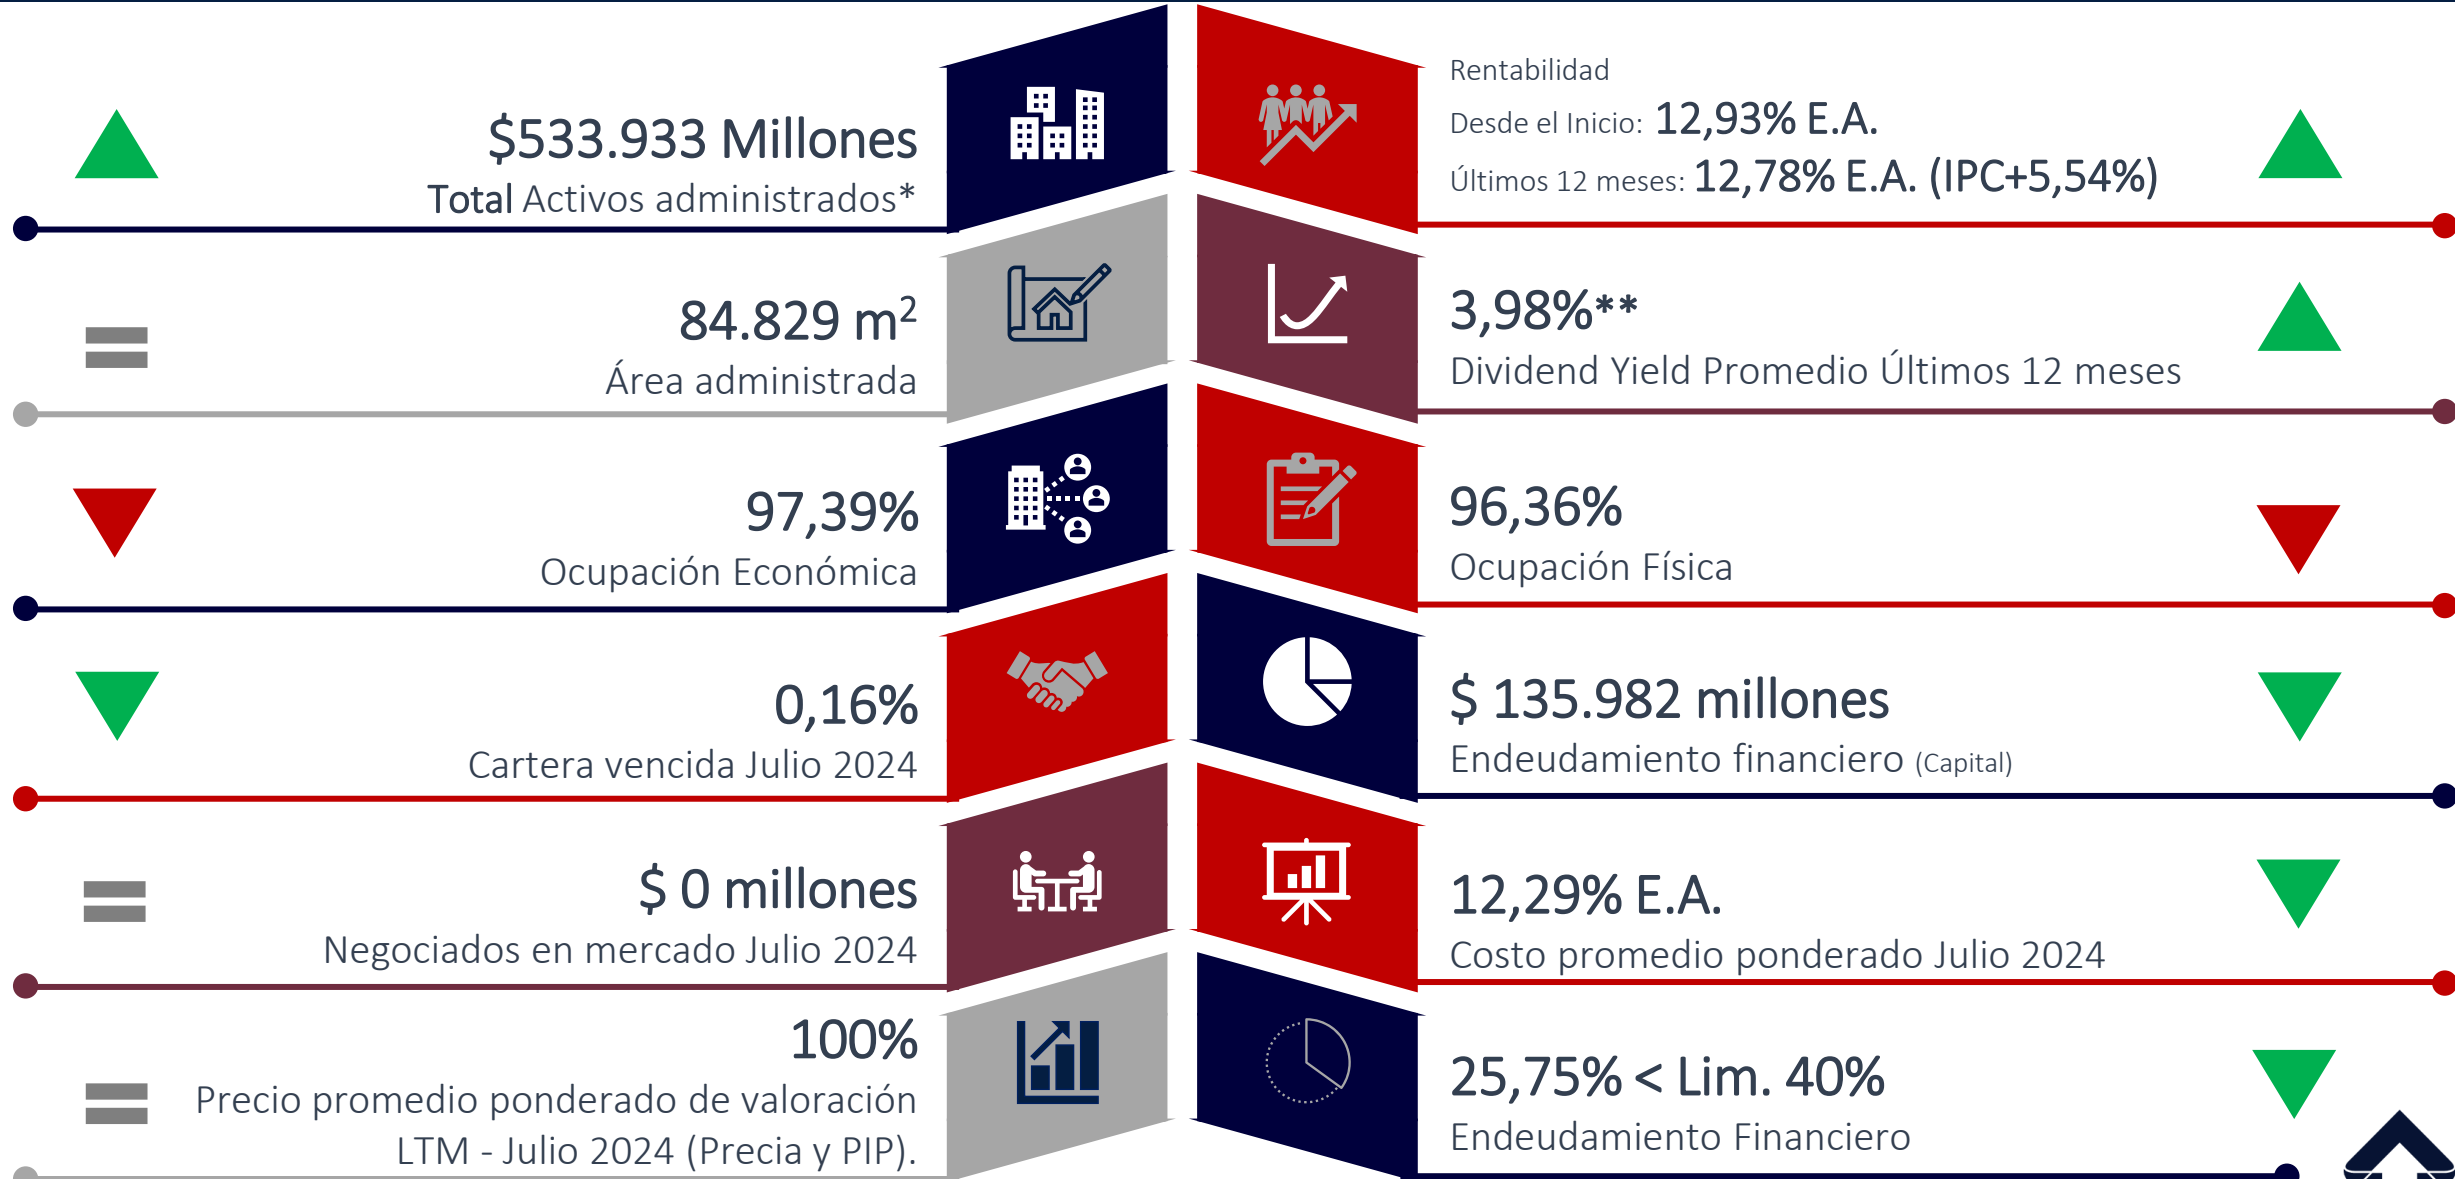 $533.933 Millones
Total Activos administrados*
84.829 m²
Área administrada
97,39%
Ocupación Económica
0,16%
Cartera vencida Julio 2024
$ 0 millones
Negociados en mercado Julio 2024
100%
Precio promedio ponderado de valoración
LTM - Julio 2024 (Precia y PIP).
Rentabilidad
Desde el Inicio: 12,93% E.A.
Últimos 12 meses: 12,78% E.A. (IPC+5,54%)
3,98%**
Dividend Yield Promedio Últimos 12 meses
96,36%
Ocupación Física
$ 135.982 millones
Endeudamiento financiero (Capital)
12,29% E.A.
Costo promedio ponderado Julio 2024
25,75% < Lim. 40%
Endeudamiento Financiero